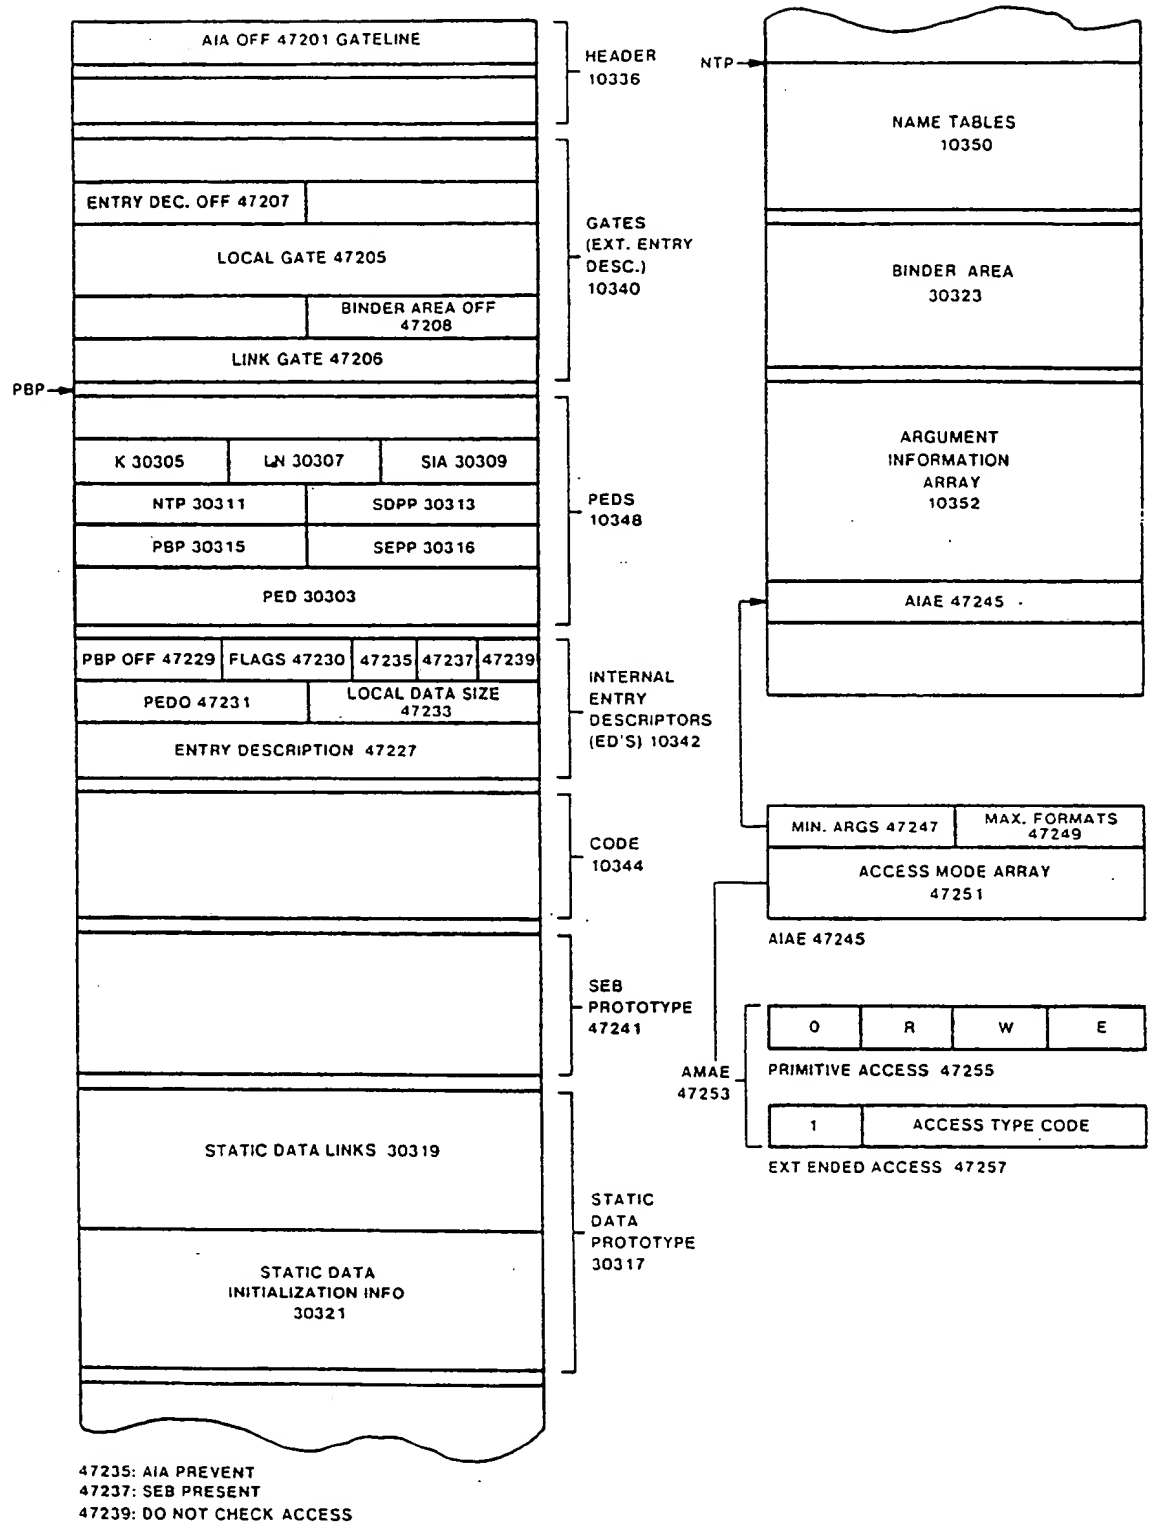 AIA OFF 47201 GATELINE
HEADER
10336
ENTRY DEC. OFF 47207
LOCAL GATE 47205
BINDER AREA OFF
47208
LINK GATE 47206
GATES
(EXT. ENTRY
DESC.)
10340
PBP
K 30305
LN 30307
SIA 30309
NTP 30311
SDPP 30313
PBP 30315
SEPP 30316
PED 30303
PEDS
10348
PBP OFF 47229
FLAGS 47230
47235
47237
47239
PEDO 47231
LOCAL DATA SIZE
47233
ENTRY DESCRIPTION 47227
INTERNAL
ENTRY
DESCRIPTORS
(ED'S) 10342
CODE
10344
SEB
PROTOTYPE
47241
STATIC DATA LINKS 30319
STATIC DATA
INITIALIZATION INFO
30321
STATIC
DATA
PROTOTYPE
30317
47235: AIA PREVENT
47237: SEB PRESENT
47239: DO NOT CHECK ACCESS
NTP
NAME TABLES
10350
BINDER AREA
30323
ARGUMENT
INFORMATION
ARRAY
10352
AIAE 47245
MIN. ARGS 47247
MAX. FORMATS
47249
ACCESS MODE ARRAY
47251
AIAE 47245
AMAE
47253
0 R W E
PRIMITIVE ACCESS 47255
1 ACCESS TYPE CODE
EXT ENDED ACCESS 47257